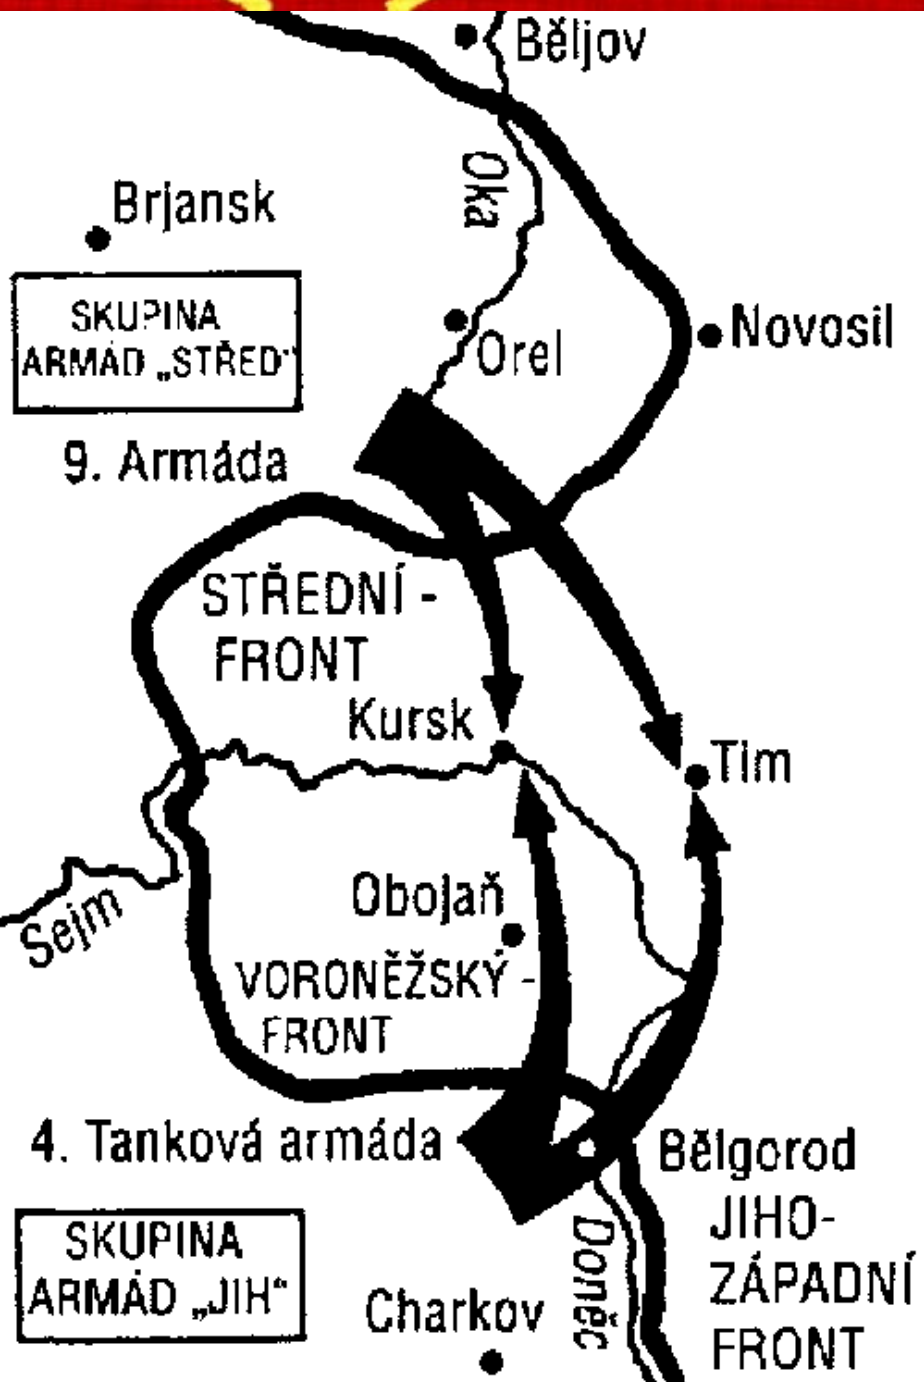 Běljov
Oka
Brjansk
SKUPINA
ARMÁD „STŘED“
Orel
Novosil
9. Armáda
STŘEDNÍ -
FRONT
Kursk
Tim
Sejm
Obojaň
VORONĚŽSKÝ -
FRONT
4. Tanková armáda
Bělgorod
SKUPINA
ARMÁD „JIH“
Doněc
JIHO-
ZÁPADNÍ
FRONT
Charkov